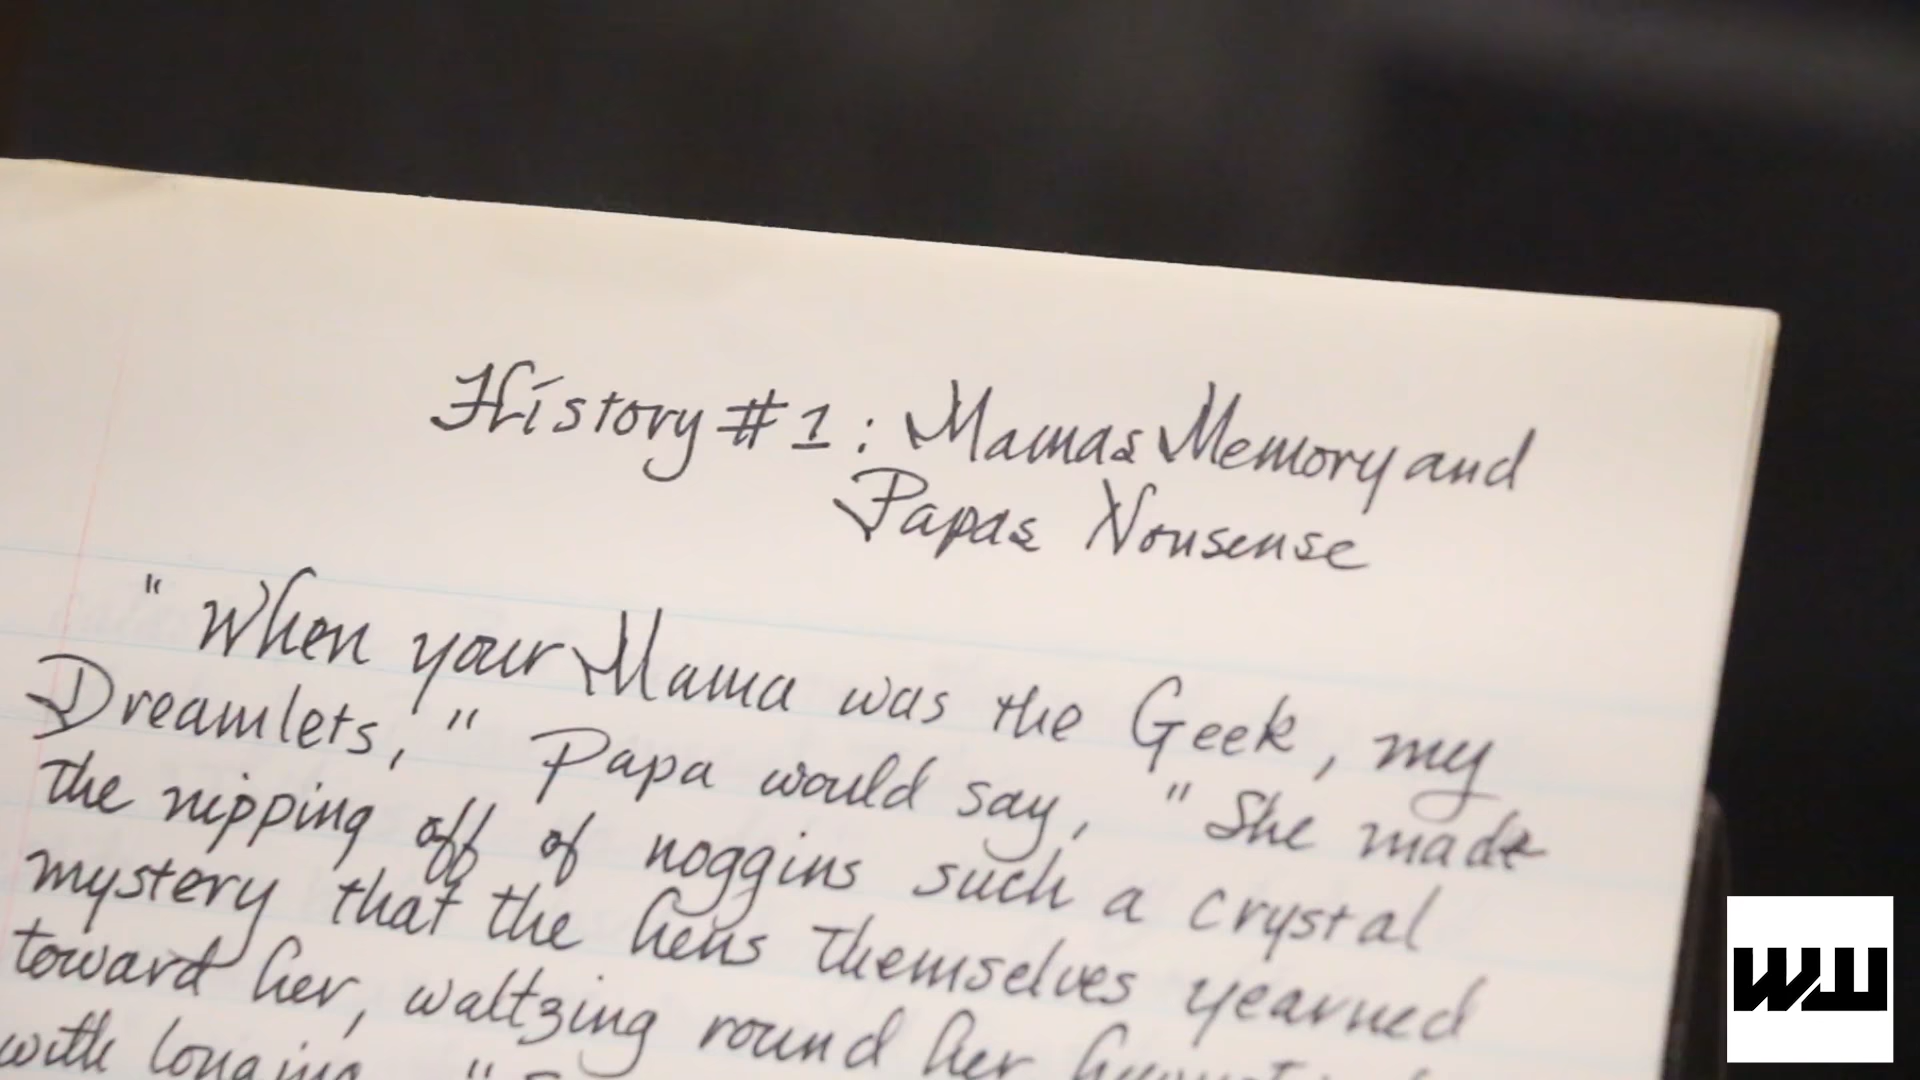 History #1: Mamas Memory and
Papas Nonsense
"When your Mama was the Geek, my
Dreamlets," Papa would say, "She made
the nipping off of noggins such a crystal
mystery that the hens themselves yearned
toward her, waltzing round her
with longing. "
WW